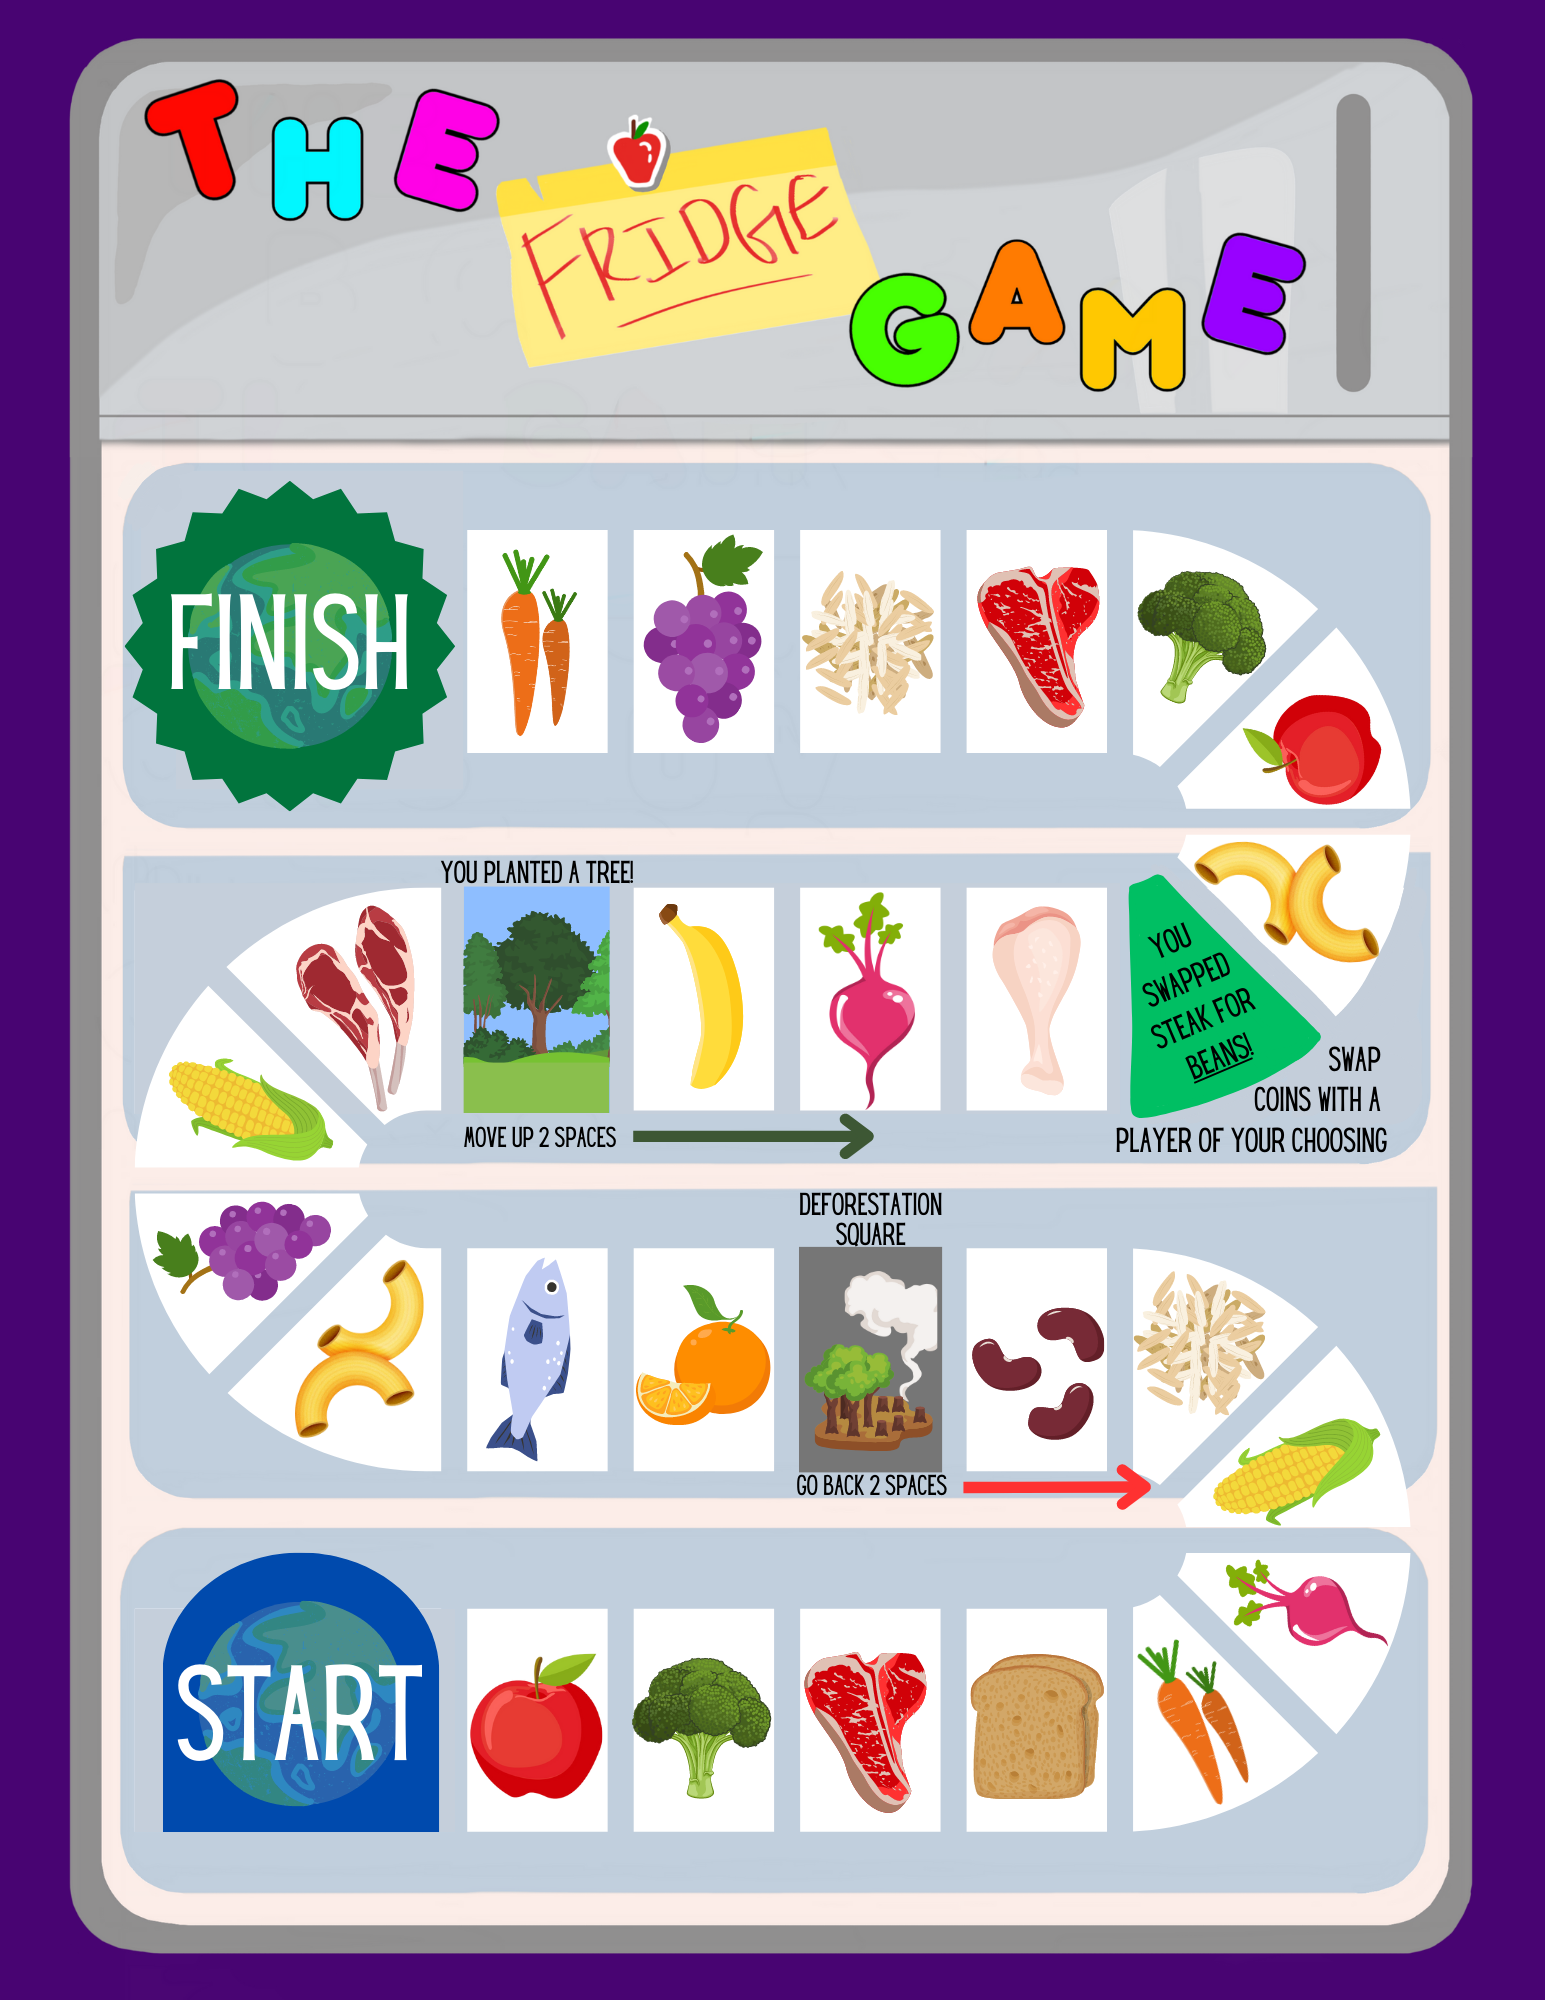 THE
FRIDGE
GAME
FINISH
YOU PLANTED A TREE!
MOVE UP 2 SPACES
YOU
SWAPPED
STEAK FOR
BEANS!
SWAP
COINS WITH A
PLAYER OF YOUR CHOOSING
DEFORESTATION
SQUARE
GO BACK 2 SPACES
START